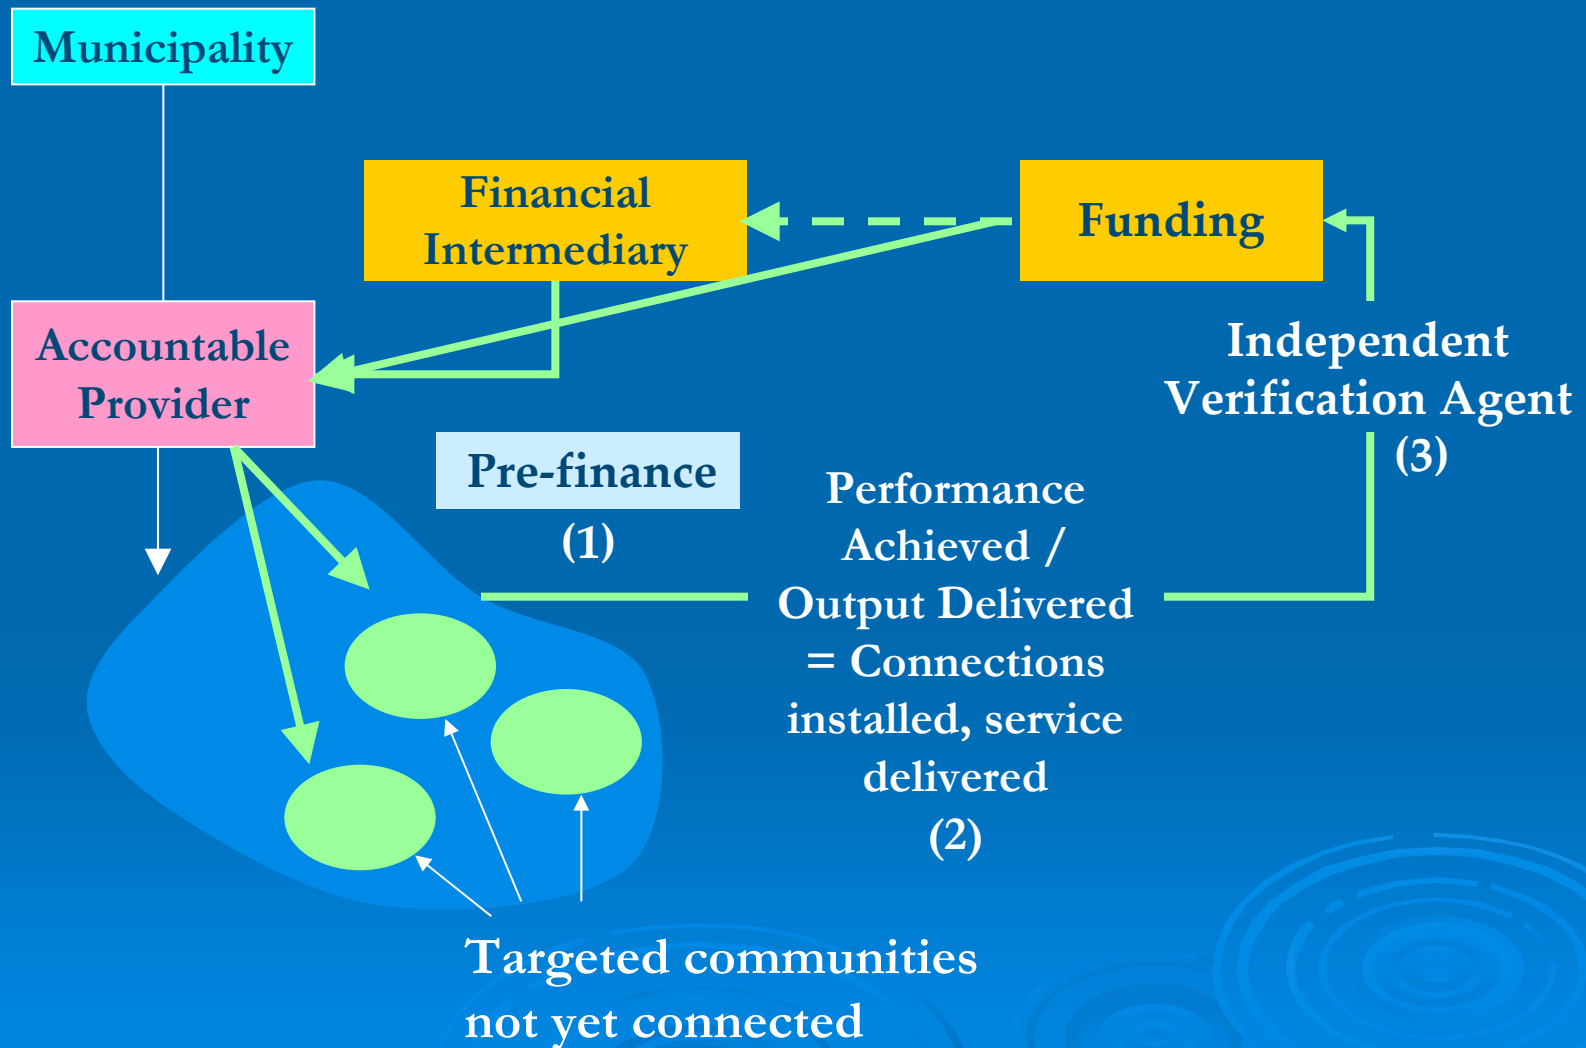 Municipality
Financial
Intermediary
Funding
Accountable
Provider
Independent
Verification Agent
(3)
Pre-finance
(1)
Performance
Achieved /
Output Delivered
= Connections
installed, service
delivered
(2)
Targeted communities
not yet connected